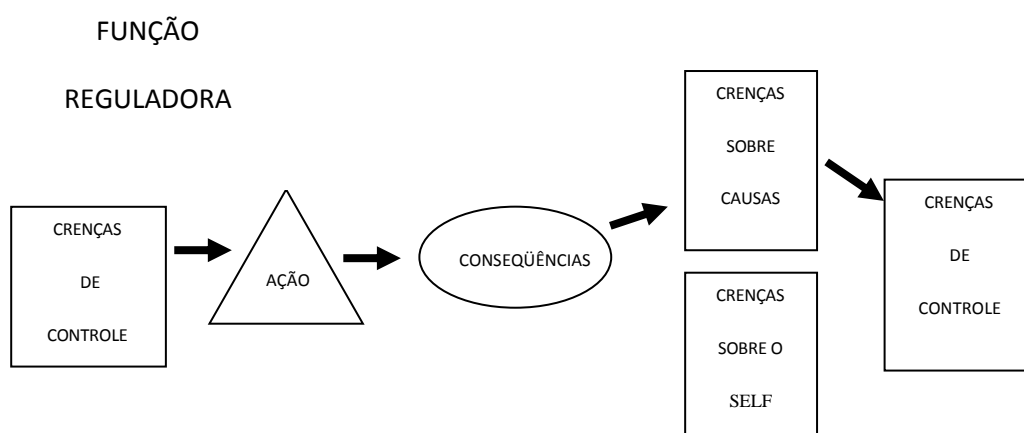 FUNÇÃO
REGULADORA
CRENÇAS
DE
CONTROLE
AÇÃO
CONSEQÜÊNCIAS
CRENÇAS
SOBRE
CAUSAS
CRENÇAS
SOBRE O
SELF
CRENÇAS
DE
CONTROLE